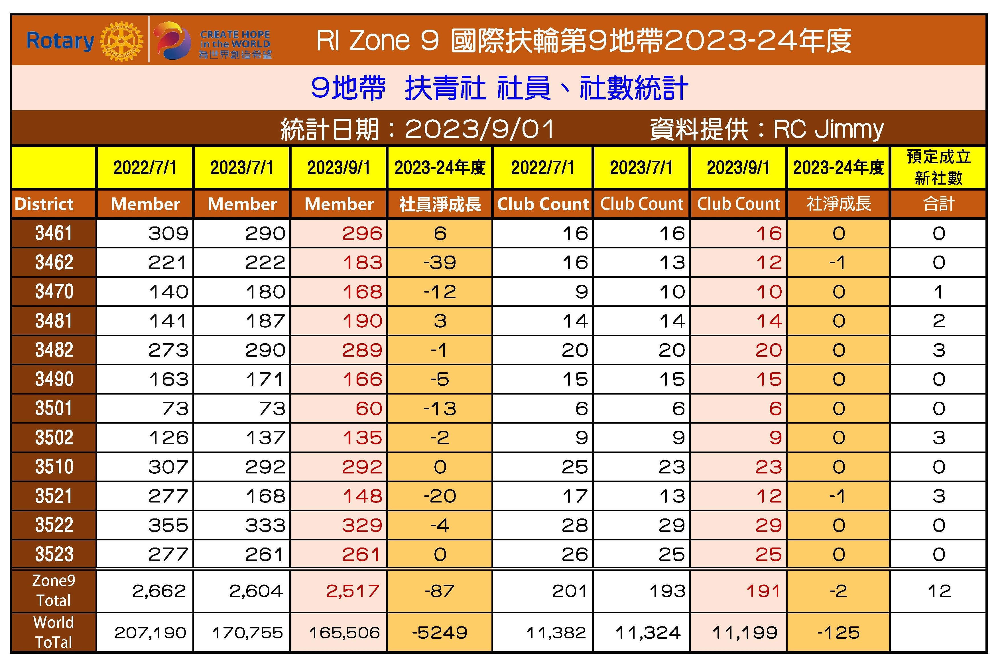 Rotary
CREATE HOPE
in the WORLD
為世界創造希望
RI Zone 9 國際扶輪第9地帶2023-24年度
9地帶 扶青社 社員、社數統計
統計日期：2023/9/01 資料提供：RC Jimmy
2022/7/1 2023/7/1 2023/9/1 2023-24年度 2022/7/1 2023/7/1 2023/9/1 2023-24年度 預定成立
新社數
District Member Member Member 社員淨成長 Club Count Club Count Club Count 社淨成長 合計
3461 309 290 296 6 16 16 16 0 0
3462 221 222 183 -39 16 13 12 -1 0
3470 140 180 168 -12 9 10 10 0 1
3481 141 187 190 3 14 14 14 0 2
3482 273 290 289 -1 20 20 20 0 3
3490 163 171 166 -5 15 15 15 0 0
3501 73 73 60 -13 6 6 6 0 0
3502 126 137 135 -2 9 9 9 0 3
3510 307 292 292 0 25 23 23 0 0
3521 277 168 148 -20 17 13 12 -1 3
3522 355 333 329 -4 28 29 29 0 0
3523 277 261 261 0 26 25 25 0 0
Zone9
Total 2,662 2,604 2,517 -87 201 193 191 -2 12
World
ToTal 207,190 170,755 165,506 -5249 11,382 11,324 11,199 -125